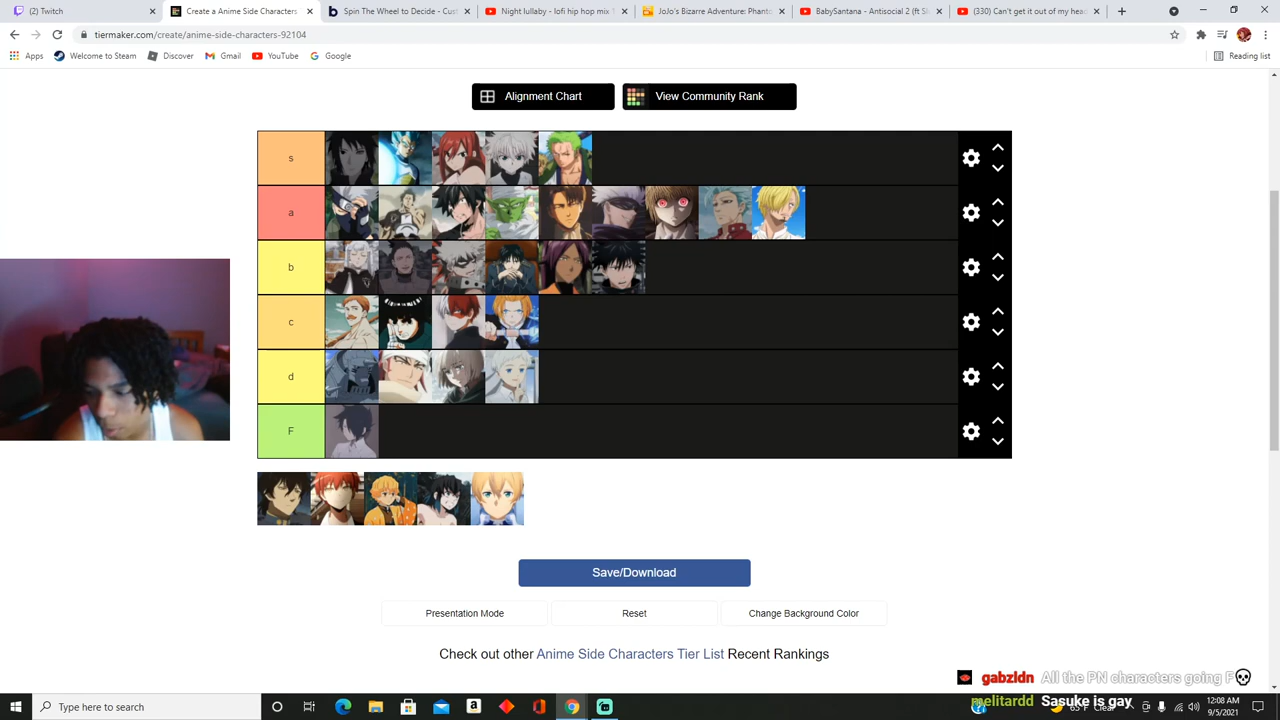 (2) Twitch
Create a Anime Side Characters
Spin The Wheel to Decide - Cust
Night lullaby - lofi hip hop mix
JoJo's Bizarre Adventure: Phanto
BabySantana - Antisocial 2 (ft Sl
(330) Can't get it out of my hea
tiermaker.com/create/anime-side-characters-92104
Apps
Welcome to Steam
Discover
Gmail
YouTube
Google
Reading list
Alignment Chart
View Community Rank
s
a
b
c
d
F
Save/Download
Presentation Mode
Reset
Change Background Color
Check out other Anime Side Characters Tier List Recent Rankings
gabzldn All the PN characters going F
melitardd Sasuke is gay
Type here to search
12:08 AM
9/5/2021